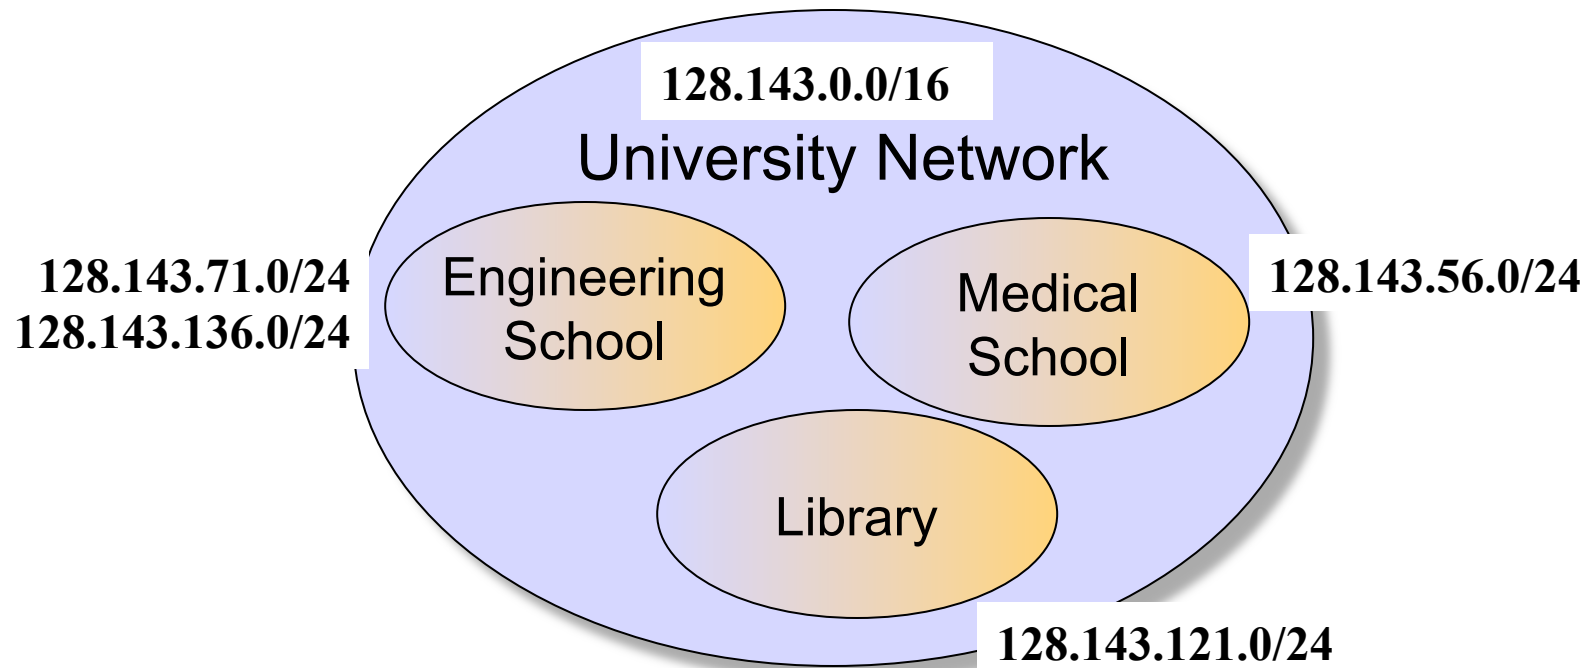 128.143.0.0/16
University Network
128.143.71.0/24
128.143.136.0/24
Engineering
School
Medical
School
128.143.56.0/24
Library
128.143.121.0/24